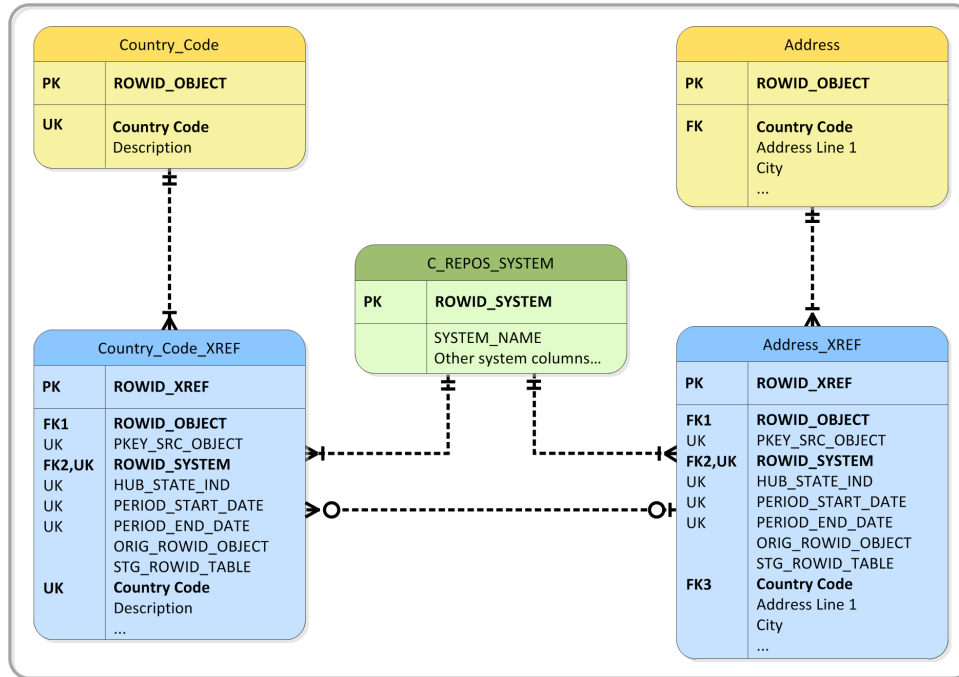 Country_Code
PK ROWID_OBJECT
UK Country Code
Description
Address
PK ROWID_OBJECT
FK Country Code
Address Line 1
City
...
C_REPOS_SYSTEM
PK ROWID_SYSTEM
SYSTEM_NAME
Other system columns...
Country_Code_XREF
PK ROWID_XREF
FK1 ROWID_OBJECT
UK PKEY_SRC_OBJECT
FK2,UK ROWID_SYSTEM
UK HUB_STATE_IND
UK PERIOD_START_DATE
UK PERIOD_END_DATE
ORIG_ROWID_OBJECT
STG_ROWID_TABLE
UK Country Code
Description
...
Address_XREF
PK ROWID_XREF
FK1 ROWID_OBJECT
UK PKEY_SRC_OBJECT
FK2,UK ROWID_SYSTEM
UK HUB_STATE_IND
UK PERIOD_START_DATE
UK PERIOD_END_DATE
ORIG_ROWID_OBJECT
STG_ROWID_TABLE
FK3 Country Code
Address Line 1
City
...